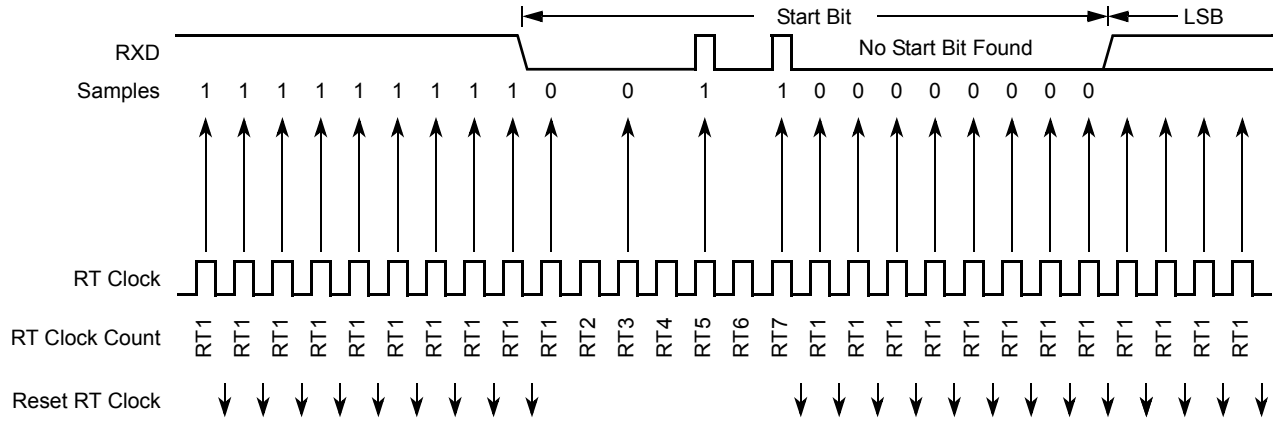 Start Bit LSB
RXD No Start Bit Found
Samples 1 1 1 1 1 1 1 1 1 0 0 1 1 0 0 0 0 0 0 0 0
RT Clock
RT Clock Count RT1 RT1 RT1 RT1 RT1 RT1 RT1 RT1 RT1 RT1 RT2 RT3 RT4 RT5 RT6 RT7 RT1 RT1 RT1 RT1 RT1 RT1 RT1 RT1 RT1 RT1 RT1 RT1
Reset RT Clock